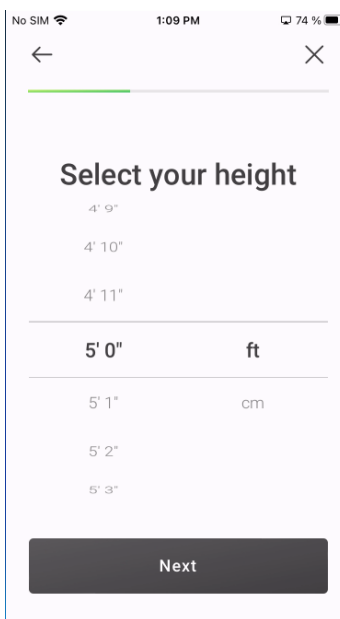 No SIM 1:09 PM 74 %
Select your height
4' 9"
4' 10"
4' 11"
5' 0" ft
5' 1" cm
5' 2"
5' 3"
Next